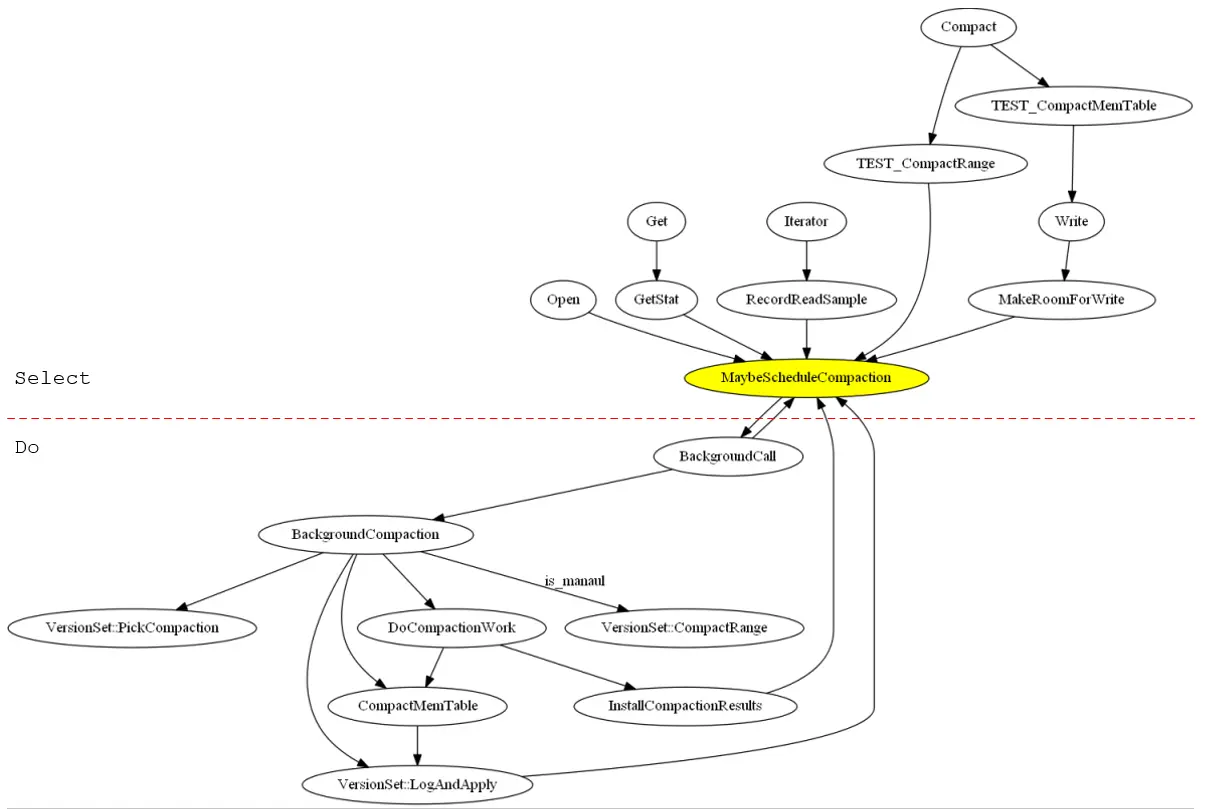 Compact
TEST_CompactMemTable
TEST_CompactRange
Get
Iterator
Write
Open
GetStat
RecordReadSample
MakeRoomForWrite
Select
MaybeScheduleCompaction
Do
BackgroundCall
BackgroundCompaction
is_manaul
VersionSet::PickCompaction
DoCompactionWork
VersionSet::CompactRange
CompactMemTable
InstallCompactionResults
VersionSet::LogAndApply